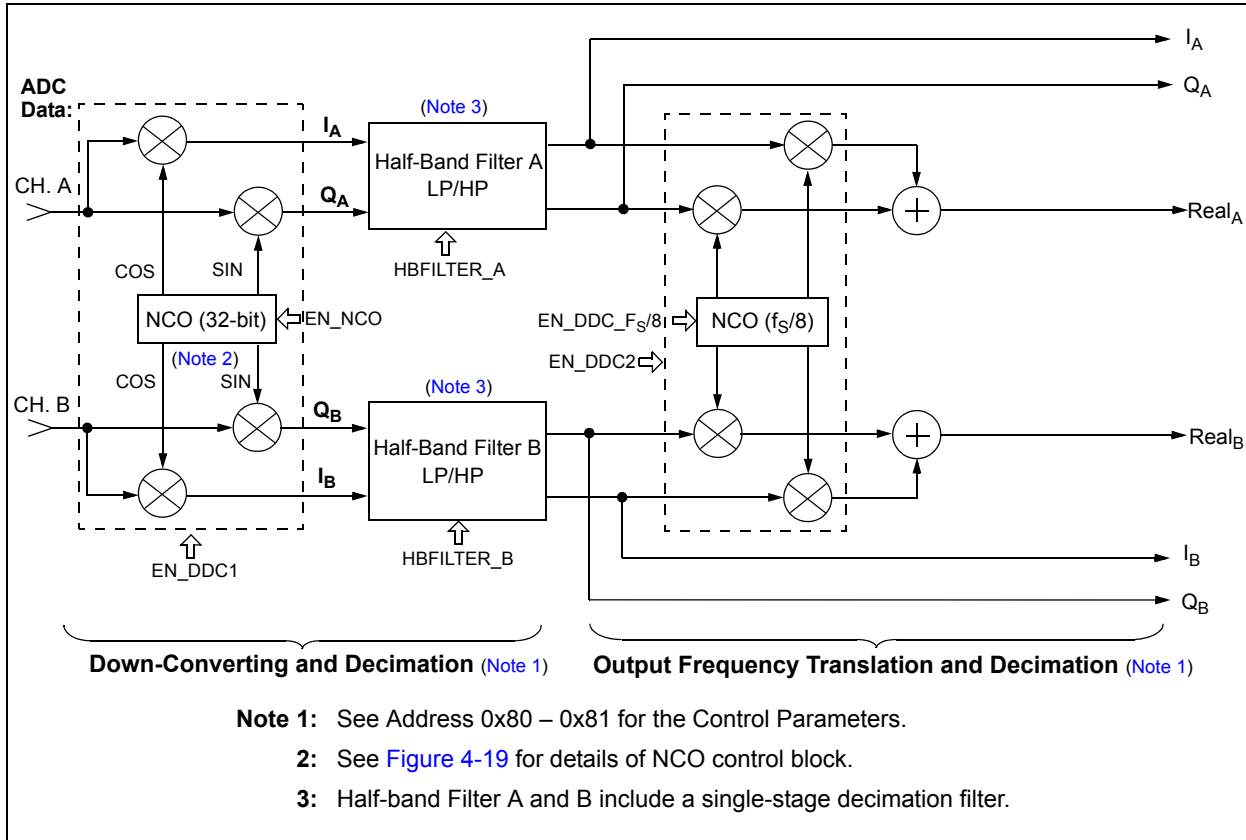 I_A
Q_A
ADC
Data:
(Note 3)
I_A
Half-Band Filter A
LP/HP
CH. A
Q_A
Real_A
HBFILTER_A
COS
SIN
NCO (32-bit)
EN_NCO
EN_DDC_F_S/8
NCO (f_S/8)
(Note 2)
EN_DDC2
COS
SIN
(Note 3)
CH. B
Q_B
Half-Band Filter B
LP/HP
Real_B
I_B
HBFILTER_B
EN_DDC1
I_B
Q_B
Down-Converting and Decimation (Note 1)
Output Frequency Translation and Decimation (Note 1)
Note 1: See Address 0x80 – 0x81 for the Control Parameters.
2: See Figure 4-19 for details of NCO control block.
3: Half-band Filter A and B include a single-stage decimation filter.